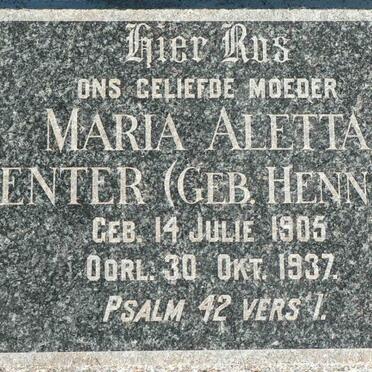 Hier Rus
ONS GELIEFDE MOEDER
MARIA ALETTA
ENTER (GEB. HENN
GEB. 14 JULIE 1905
OORL. 30 OKT. 1937.
PSALM 42 VERS 1.